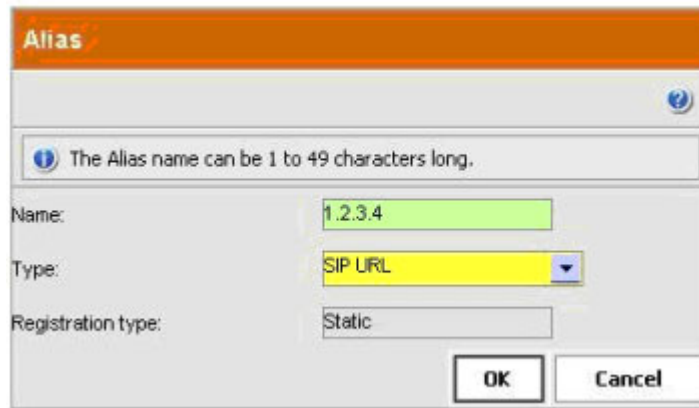 Alias
The Alias name can be 1 to 49 characters long.
Name: 1.2.3.4
Type: SIP URL
Registration type: Static
OK Cancel